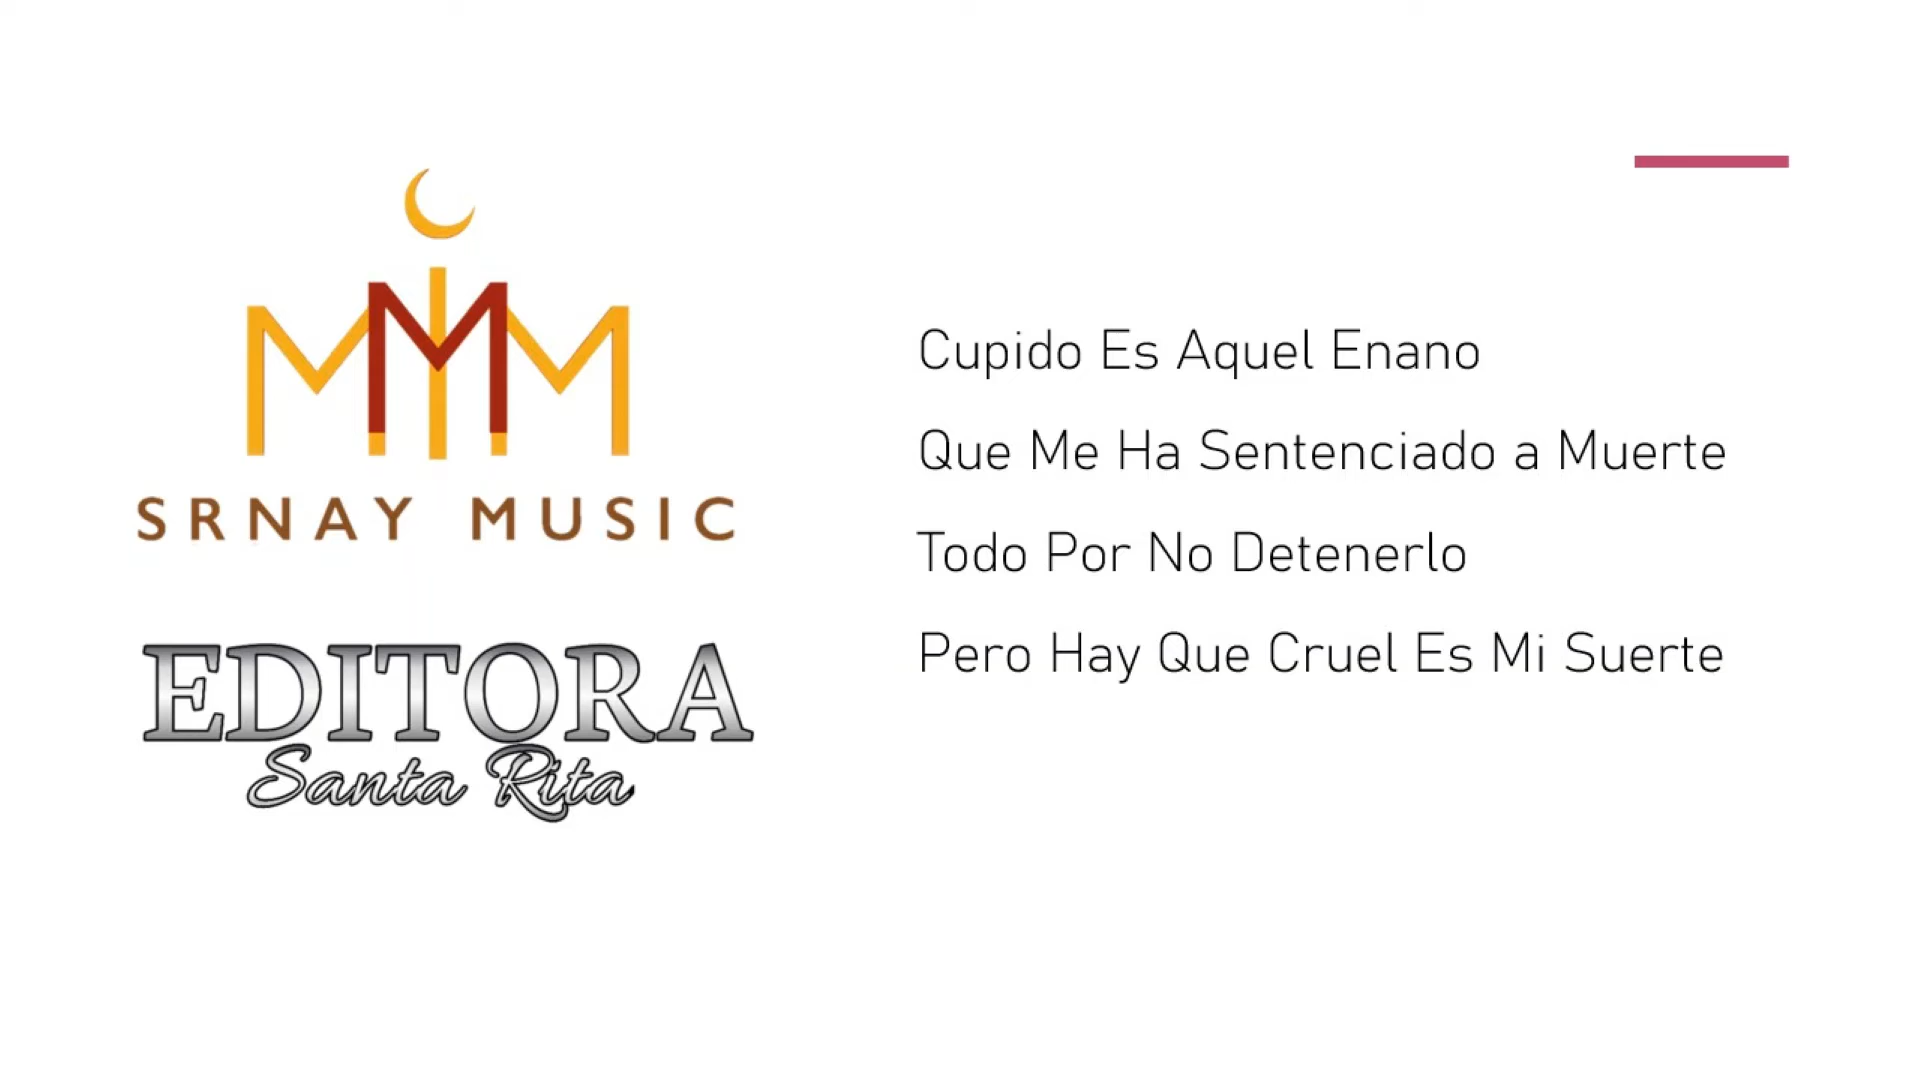 SRNAY MUSIC
EDITORA
Santa Rita
Cupido Es Aquel Enano
Que Me Ha Sentenciado a Muerte
Todo Por No Detenerlo
Pero Hay Que Cruel Es Mi Suerte